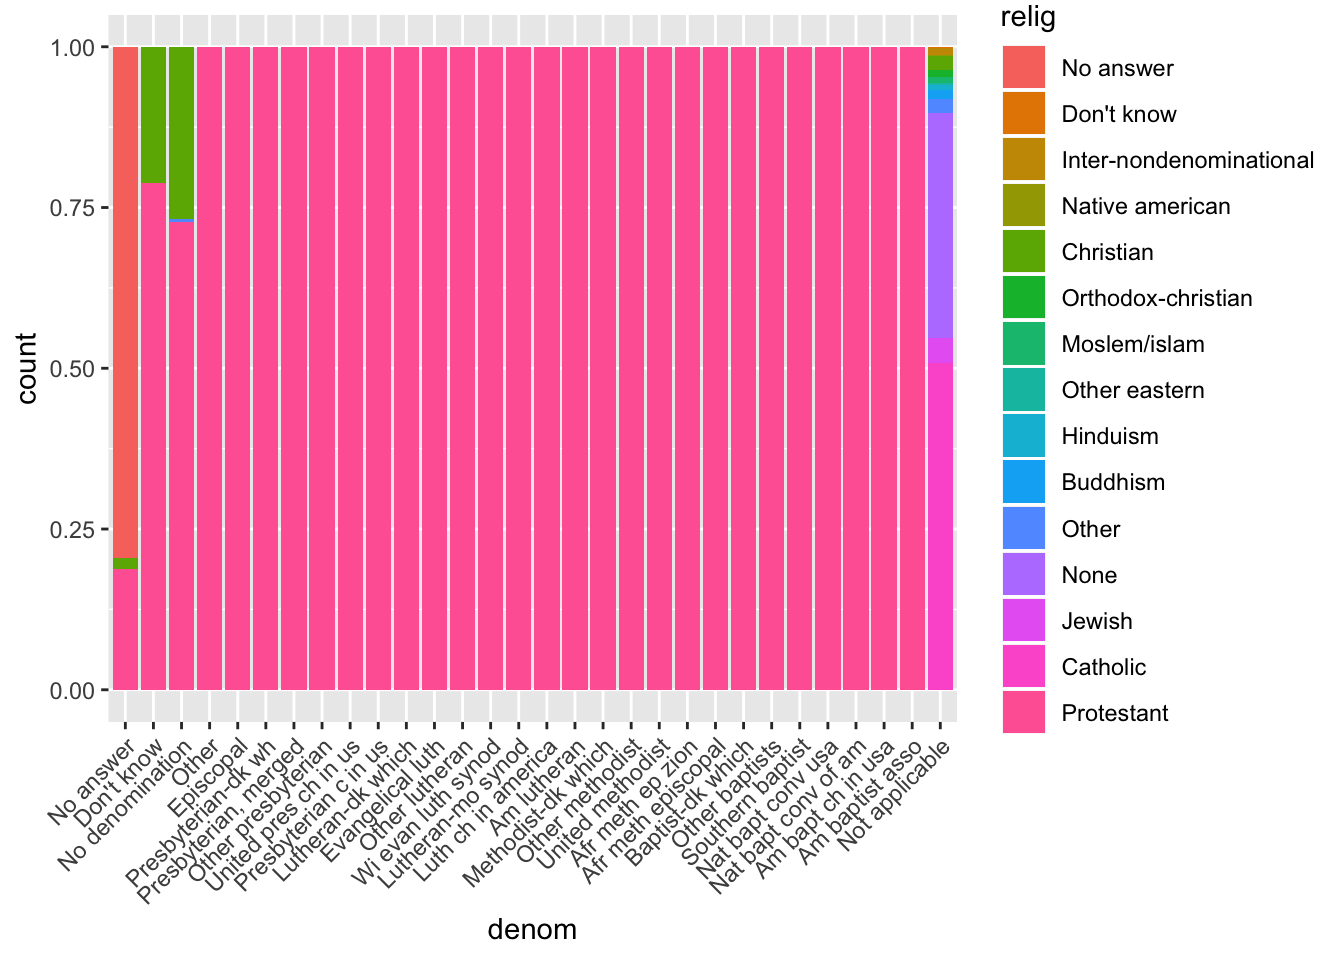 relig
No answer
Don't know
Inter-nondenominational
Native american
Christian
Orthodox-christian
Moslem/islam
Other eastern
Hinduism
Buddhism
Other
None
Jewish
Catholic
Protestant
count
1.00
0.75
0.50
0.25
0.00
No answer
Don't know
No denomination
Other
Episcopal
Presbyterian-dk wh
Presbyterian, merged
Other presbyterian
United pres ch in us
Presbyterian c in us
Lutheran-dk which
Evangelical luth
Other lutheran
Wi evan luth synod
Lutheran-mo synod
Luth ch in america
Am lutheran
Methodist-dk which
Other methodist
United methodist
Afr meth ep zion
Afr meth episcopal
Baptist-dk which
Other baptists
Southern baptist
Nat bapt conv usa
Nat bapt conv of am
Am bapt ch in usa
Am baptist asso
Not applicable
denom